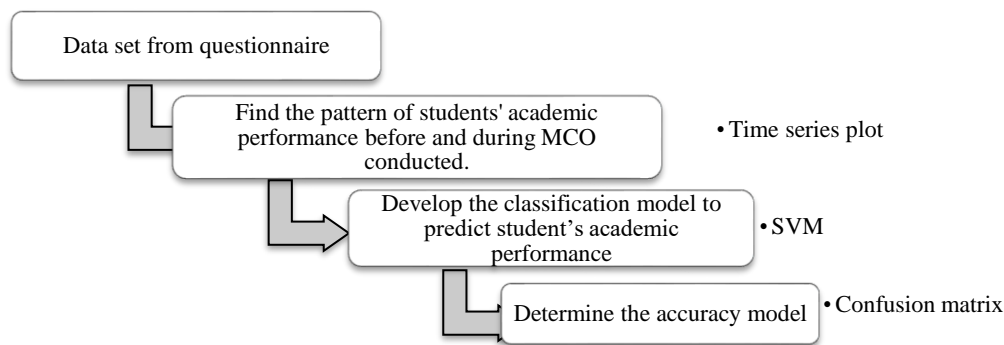 Data set from questionnaire
Find the pattern of students' academic
performance before and during MCO
conducted.
• Time series plot
Develop the classification model to
predict student’s academic
performance
• SVM
Determine the accuracy model
• Confusion matrix